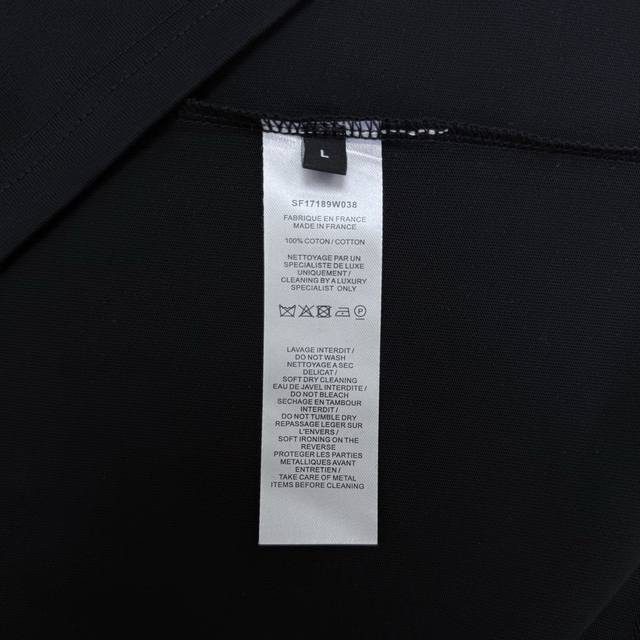 L
SF17189W038
FABRIQUE EN FRANCE
MADE IN FRANCE
100% COTON / COTTON
NETTOYAGE PAR UN
SPECIALISTE DE LUXE
UNIQUEMENT /
CLEANING BY A LUXURY
SPECIALIST ONLY
P
LAVAGE INTERDIT /
DO NOT WASH
NETTOYAGE A SEC
DELICAT /
SOFT DRY CLEANING
EAU DE JAVEL INTERDITE /
DO NOT BLEACH
SECHAGE EN TAMBOUR
INTERDIT /
DO NOT TUMBLE DRY
REPASSAGE LEGER SUR
L'ENVERS /
SOFT IRONING ON THE
REVERSE
PROTEGER LES PARTIES
METALLIQUES AVANT
ENTRETIEN /
TAKE CARE OF METAL
ITEMS BEFORE CLEANING